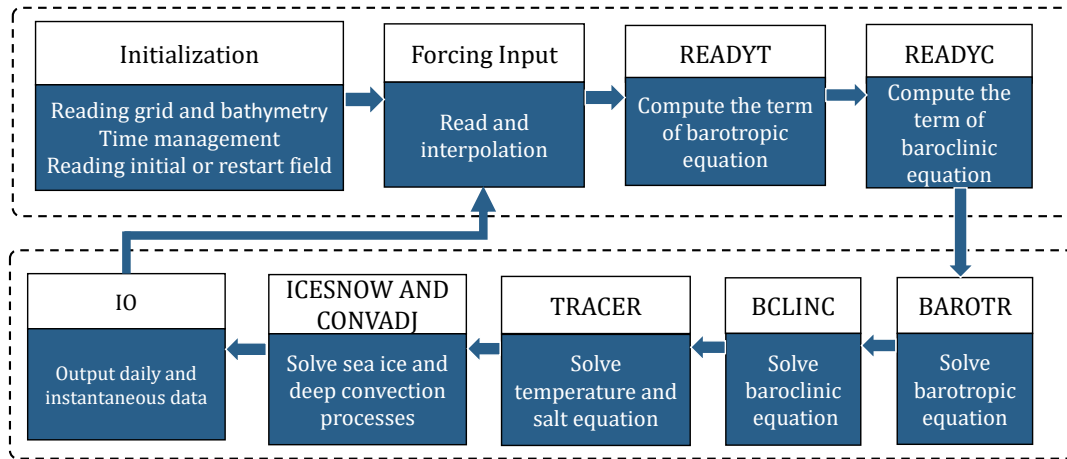 Initialization
Reading grid and bathymetry
Time management
Reading initial or restart field
Forcing Input
Read and
interpolation
READYT
Compute the term
of barotropic
equation
READYC
Compute the
term of
baroclinic
equation
IO
Output daily and
instantaneous data
ICESNOW AND
CONVADJ
Solve sea ice and
deep convection
processes
TRACER
Solve
temperature and
salt equation
BCLINC
Solve
baroclinic
equation
BAROTR
Solve
barotropic
equation